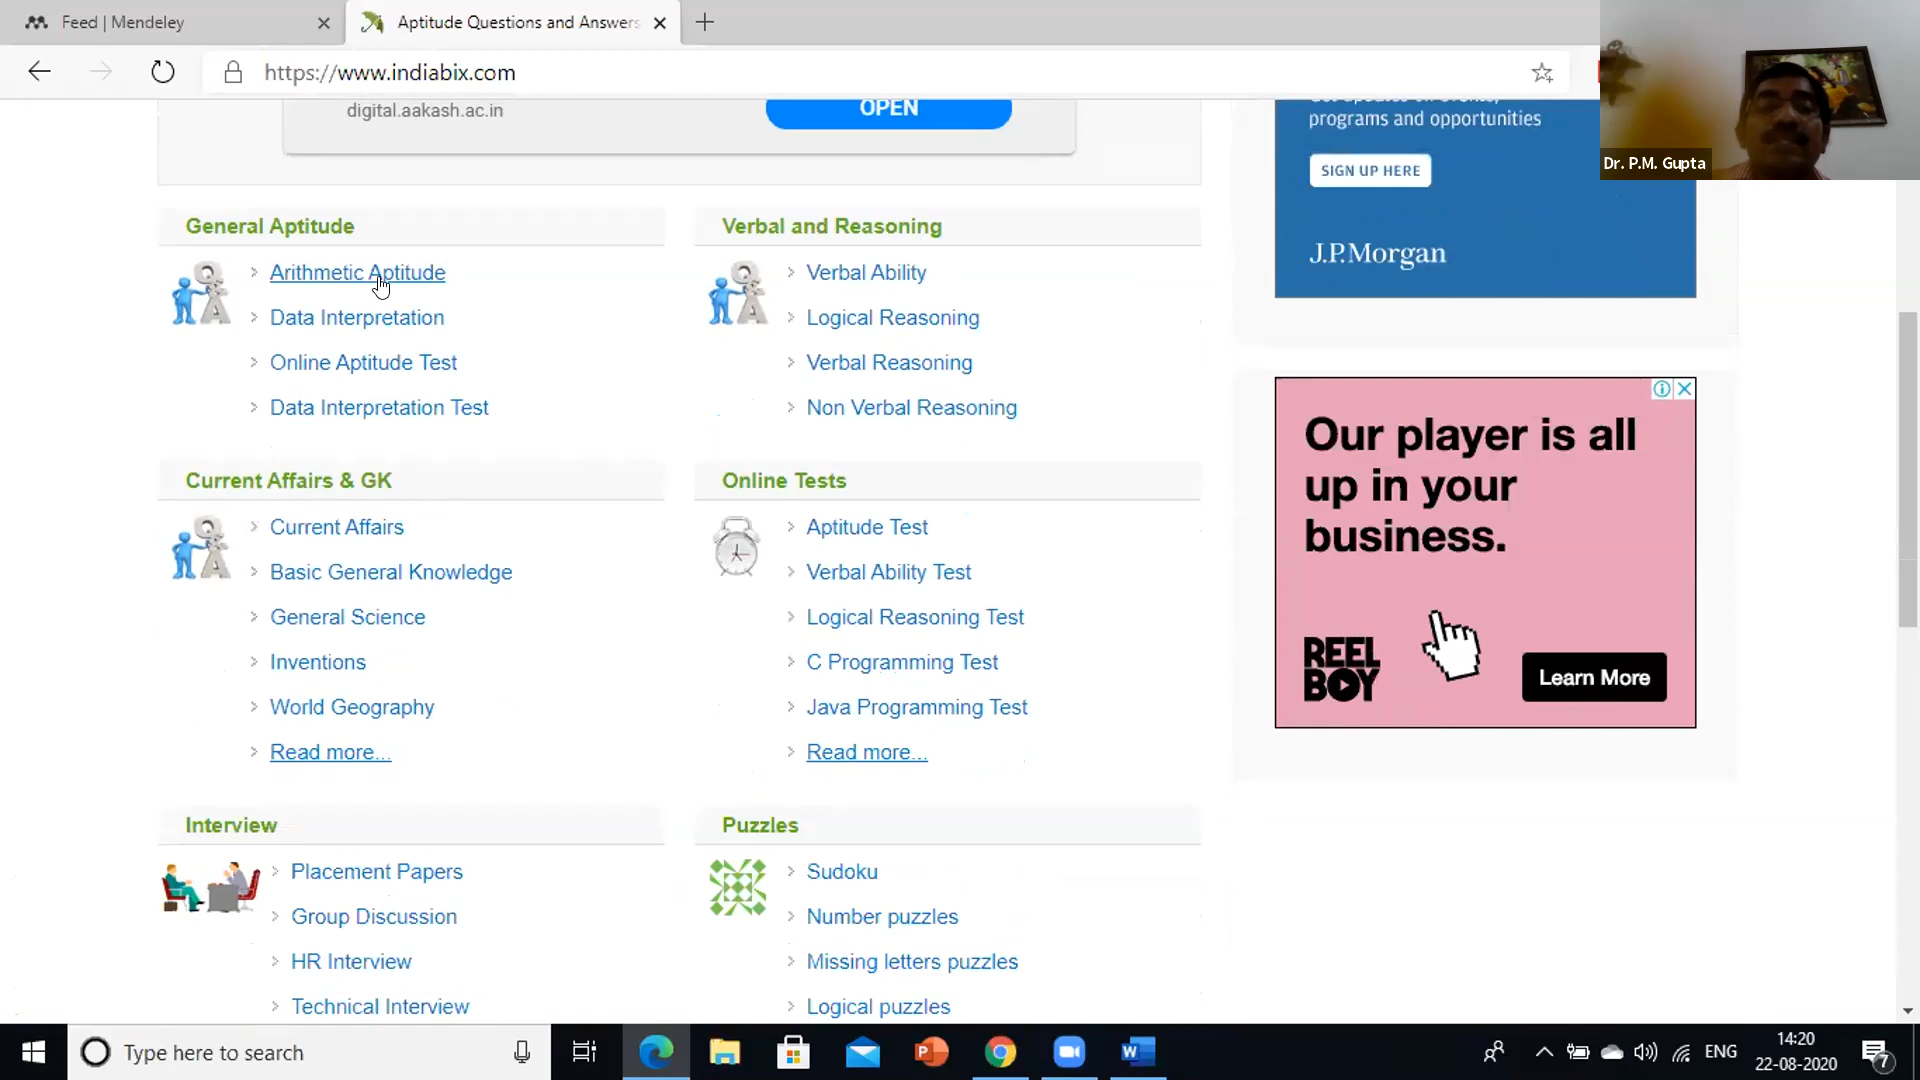 Feed | Mendeley
Aptitude Questions and Answers
https://www.indiabix.com
digital.aakash.ac.in
OPEN
programs and opportunities
SIGN UP HERE
J.P.Morgan
Dr. P.M. Gupta
General Aptitude
Arithmetic Aptitude
Data Interpretation
Online Aptitude Test
Data Interpretation Test
Verbal and Reasoning
Verbal Ability
Logical Reasoning
Verbal Reasoning
Non Verbal Reasoning
Current Affairs & GK
Current Affairs
Basic General Knowledge
General Science
Inventions
World Geography
Read more...
Online Tests
Aptitude Test
Verbal Ability Test
Logical Reasoning Test
C Programming Test
Java Programming Test
Read more...
Our player is all
up in your
business.
REEL
BOY
Learn More
Interview
Placement Papers
Group Discussion
HR Interview
Technical Interview
Puzzles
Sudoku
Number puzzles
Missing letters puzzles
Logical puzzles
Type here to search
ENG
14:20
22-08-2020
7